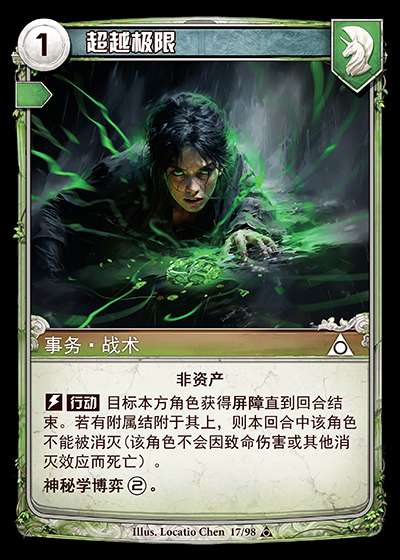 1 超越极限
事务·战术
非资产
行动 目标本方角色获得屏障直到回合结
束。若有附属结附于其上，则本回合中该角色
不能被消灭(该角色不会因致命伤害或其他消
灭效应而死亡)。
神秘学博弈②。
Illus. Locatio Chen 17/98